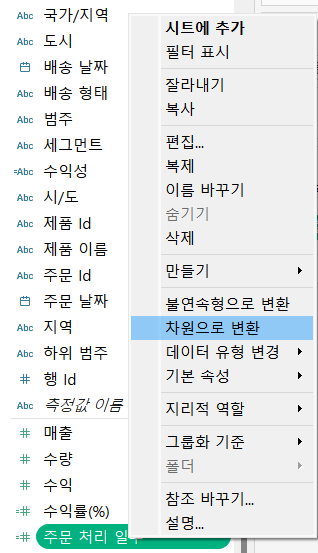 Abc 국가/지역
Abc 도시
배송 날짜
Abc 배송 형태
Abc 범주
Abc 세그먼트
=Abc 수익성
Abc 시/도
Abc 제품 Id
Abc 제품 이름
Abc 주문 Id
주문 날짜
Abc 지역
Abc 하위 범주
# 행 Id
Abc 측정값 이름
# 매출
# 수량
# 수익
=# 수익률(%)
=# 주문 처리 일수
시트에 추가
필터 표시
잘라내기
복사
편집...
복제
이름 바꾸기
숨기기
삭제
만들기
불연속형으로 변환
차원으로 변환
데이터 유형 변경
기본 속성
지리적 역할
그룹화 기준
폴더
참조 바꾸기...
설명...